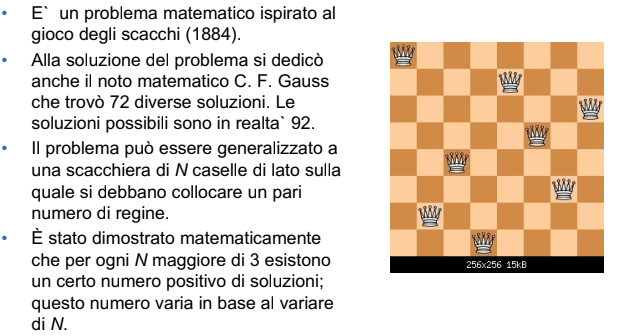 • E` un problema matematico ispirato al
gioco degli scacchi (1884).
• Alla soluzione del problema si dedicò
anche il noto matematico C. F. Gauss
che trovò 72 diverse soluzioni. Le
soluzioni possibili sono in realta` 92.
• Il problema può essere generalizzato a
una scacchiera di N caselle di lato sulla
quale si debbano collocare un pari
numero di regine.
• È stato dimostrato matematicamente
che per ogni N maggiore di 3 esistono
un certo numero positivo di soluzioni;
questo numero varia in base al variare
di N.
256x256 15kB